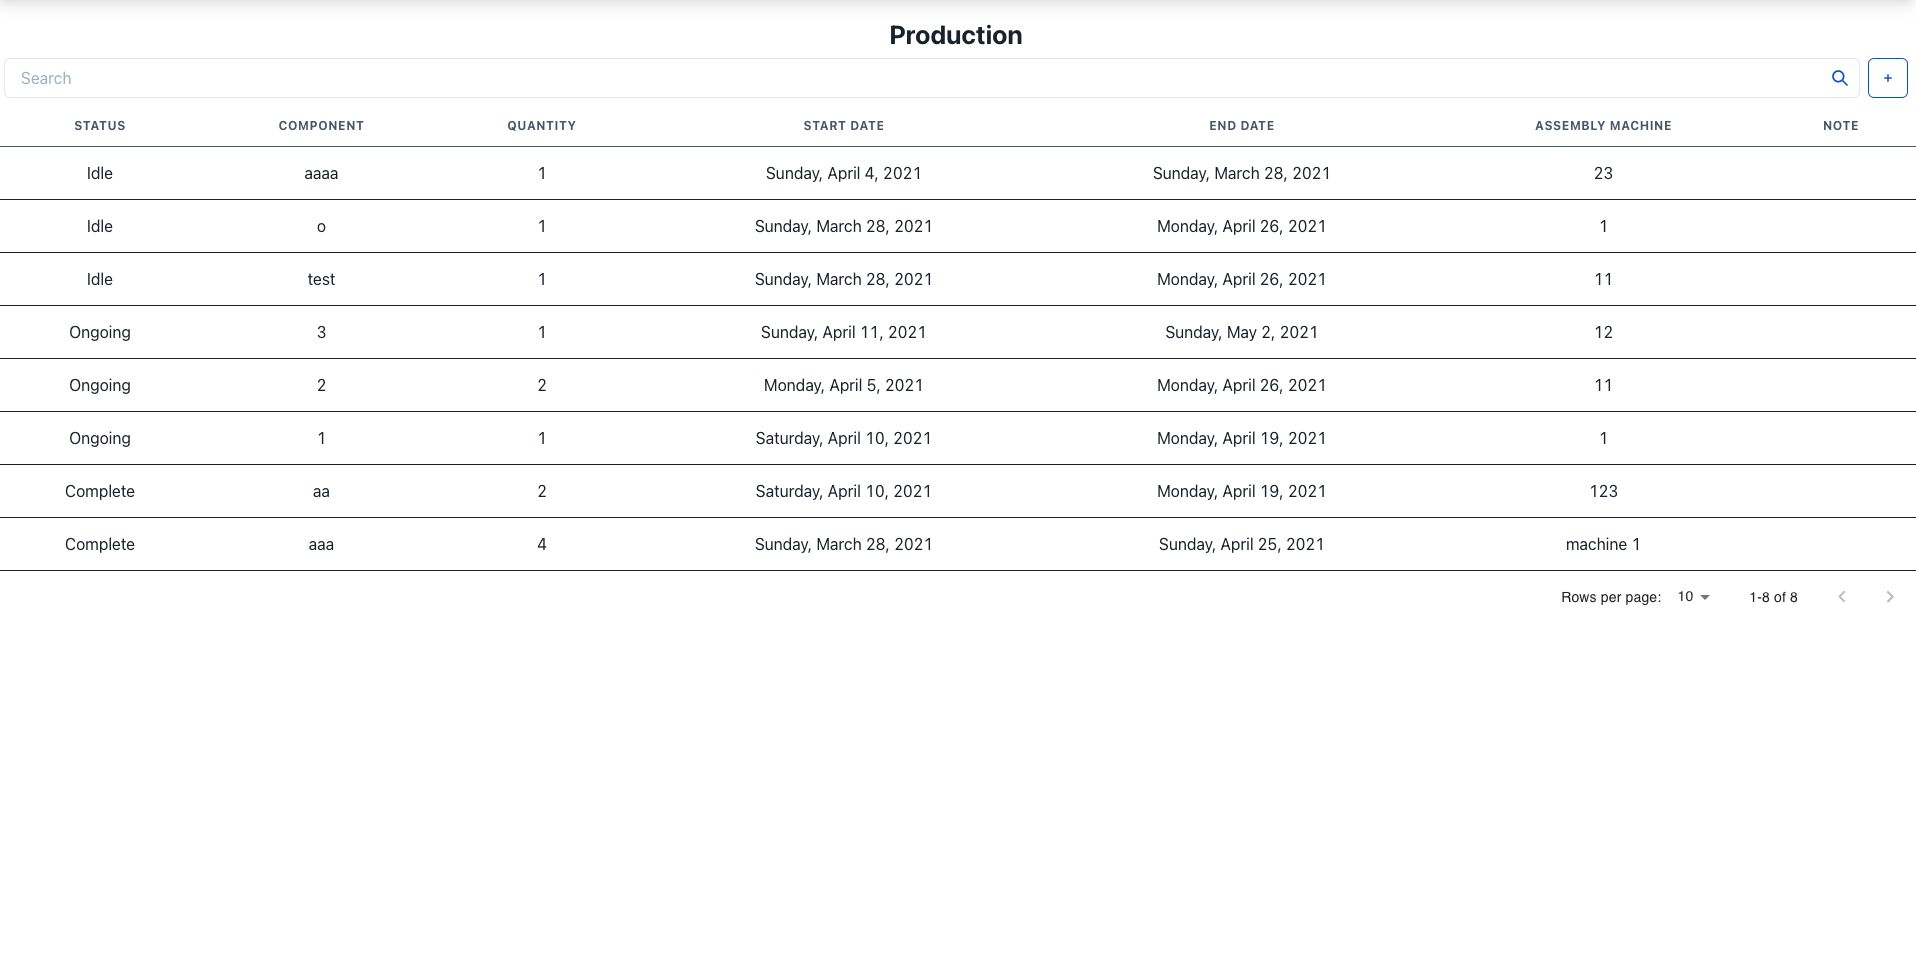 Production
Search
+
STATUS COMPONENT QUANTITY START DATE END DATE ASSEMBLY MACHINE NOTE
Idle aaaa 1 Sunday, April 4, 2021 Sunday, March 28, 2021 23
Idle o 1 Sunday, March 28, 2021 Monday, April 26, 2021 1
Idle test 1 Sunday, March 28, 2021 Monday, April 26, 2021 11
Ongoing 3 1 Sunday, April 11, 2021 Sunday, May 2, 2021 12
Ongoing 2 2 Monday, April 5, 2021 Monday, April 26, 2021 11
Ongoing 1 1 Saturday, April 10, 2021 Monday, April 19, 2021 1
Complete aa 2 Saturday, April 10, 2021 Monday, April 19, 2021 123
Complete aaa 4 Sunday, March 28, 2021 Sunday, April 25, 2021 machine 1
Rows per page: 10 1-8 of 8